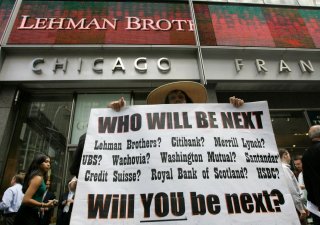 LEHMAN BROTH
CHICAGO FRAN
WHO WILL BE NEXT
Lehman Brothers? Citibank? Merrill Lynch?
UBS? Wachovia? Washington Mutual? Santander
Credit Suisse? Royal Bank of Scotland? HSBC?
Will YOU be next?